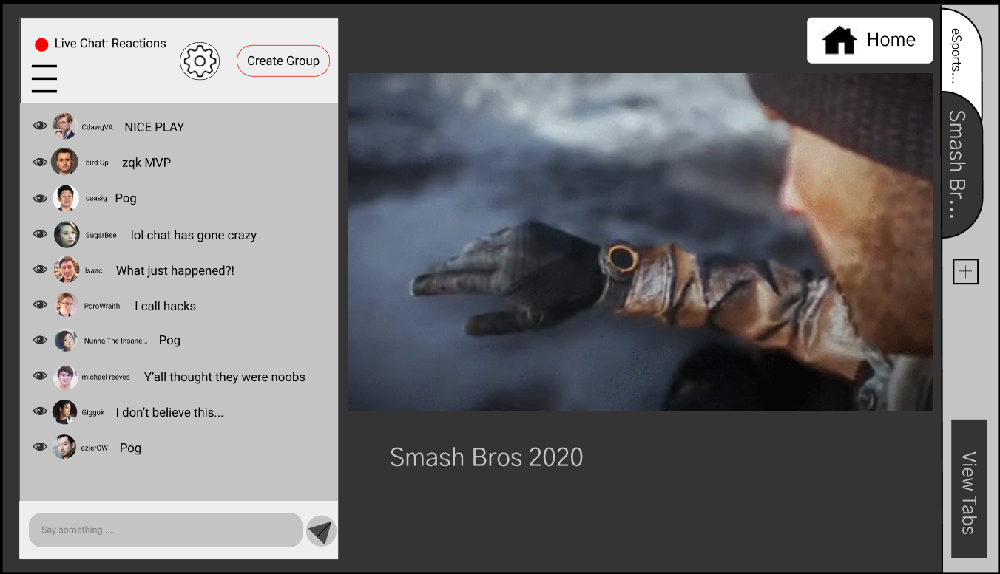 Live Chat: Reactions
Create Group
CdawgVA NICE PLAY
bird Up zqk MVP
caasig Pog
SugarBee lol chat has gone crazy
Isaac What just happened?!
PoroWraith I call hacks
Nunna The Insane... Pog
michael reeves Y'all thought they were noobs
Gigguk I don't believe this...
azierOW Pog
Say something ....
Home
Smash Bros 2020
eSports...
Smash Br...
View Tabs